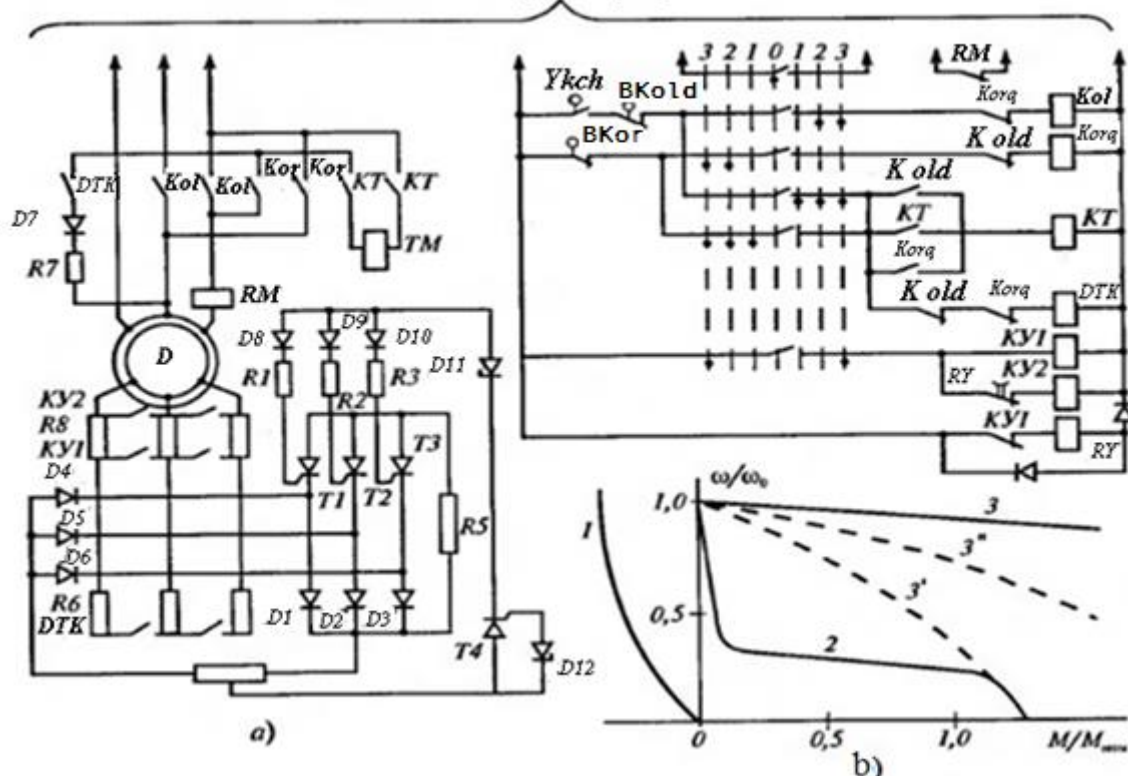 3 2 1 0 1 2 3
RM
Ykch
BKold
Korq
Kol
BKor
K old
Korq
K old
KT
Korq
KT
K old
Korq
DTK
KУ1
RY
KУ2
KУ1
RY
DTK
Kol
Kol
Kor
Kor
KT
KT
D7
R7
TM
RM
D
D8
D9
D10
D11
R1
R2
R3
KУ2
R8
KУ1
D4
T1
T2
T3
D5
D6
R5
R6
DTK
D1
D2
D3
T4
D12
a)
ω/ω₀
1,0
3
1
3"
3'
0,5
2
0
0,5
1,0
b)